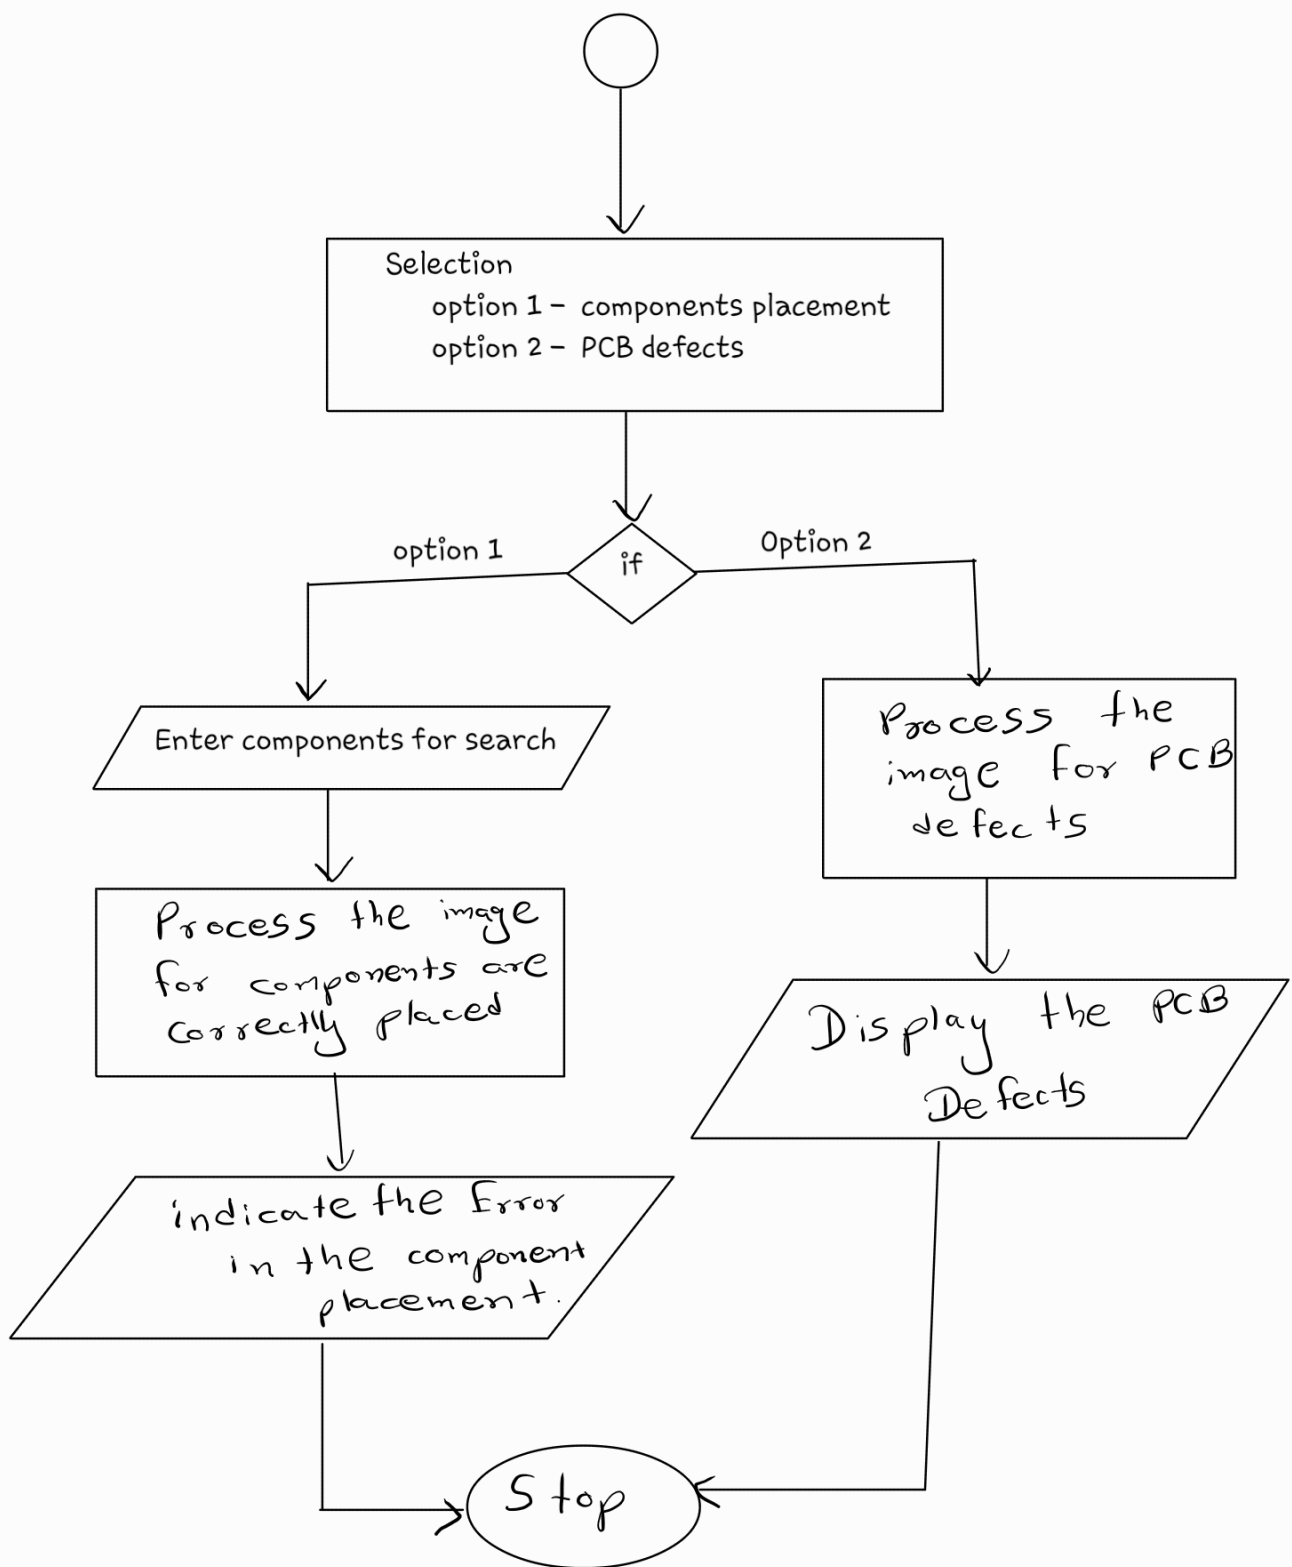 Selection
option 1 - components placement
option 2 - PCB defects
if
option 1
Option 2
Enter components for search
Process the image
for components are
correctly placed
indicate the Error
in the component
placement.
Process the
image for PCB
defects
Display the PCB
Defects
Stop